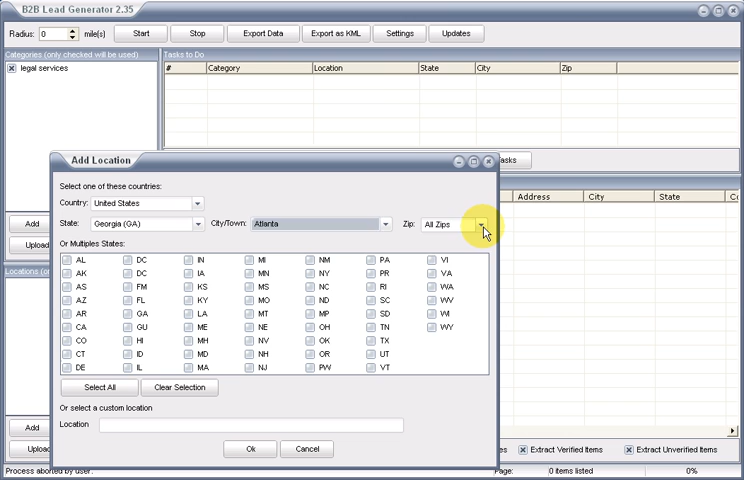 B2B Lead Generator 2.35
Radius: 0 mile(s) Start Stop Export Data Export as KML Settings Updates
Categories (only checked will be used) Tasks to Do
legal services
# Category Location State City Zip
Add Location
asks
Select one of these countries:
Country: United States
Address City State Co
State: Georgia (GA) City/Town: Atlanta Zip: All Zips
Add
Or Multiple States:
Upload
AL DC IN MI NM PA VI
AK DC IA MN NY PR VA
Locations (o
AS FM KS MS NC RI WA
AZ FL KY MO ND SC WV
AR GA LA MT MP SD WI
CA GU ME NE OH TN WY
CO HI MH NV OK TX
CT ID MD NH OR UT
DE IL MA NJ PW VT
Select All Clear Selection
Or select a custom location
Location
Add
Ok Cancel
Upload
es Extract Verified Items Extract Unverified Items
Process aborted by user. Page: 0 items listed 0%